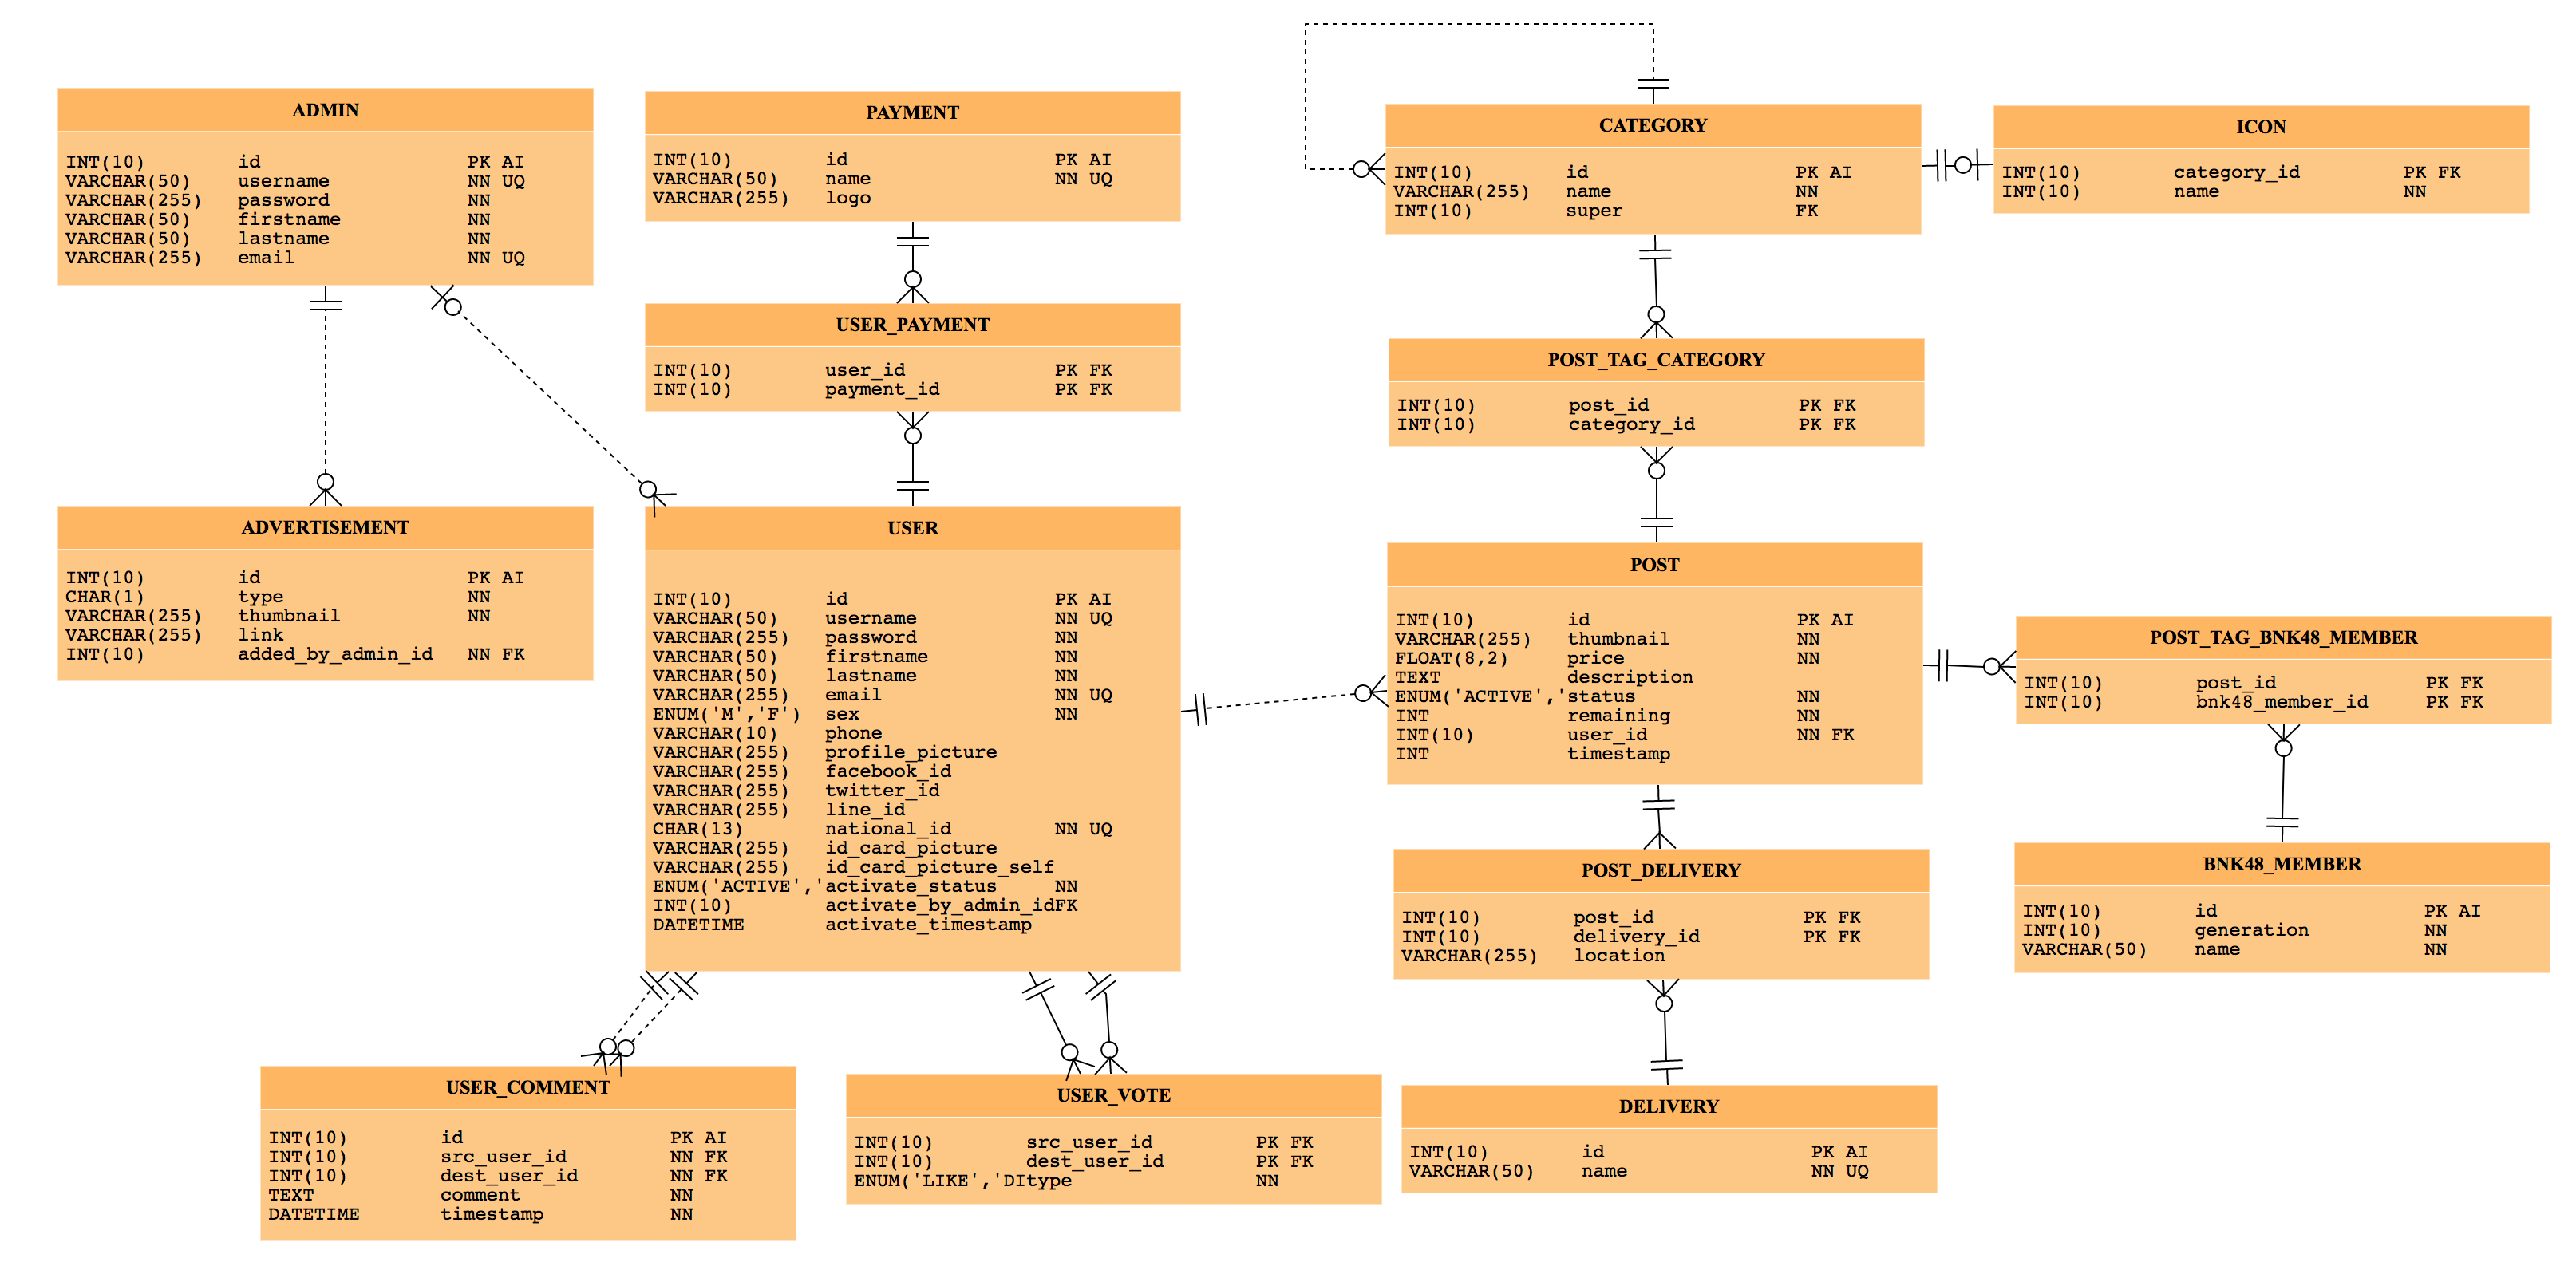 ADMIN
INT(10) id PK AI
VARCHAR(50) username NN UQ
VARCHAR(255) password NN
VARCHAR(50) firstname NN
VARCHAR(50) lastname NN
VARCHAR(255) email NN UQ
PAYMENT
INT(10) id PK AI
VARCHAR(50) name NN UQ
VARCHAR(255) logo
CATEGORY
INT(10) id PK AI
VARCHAR(255) name NN
INT(10) super FK
ICON
INT(10) category_id PK FK
INT(10) name NN
USER_PAYMENT
INT(10) user_id PK FK
INT(10) payment_id PK FK
POST_TAG_CATEGORY
INT(10) post_id PK FK
INT(10) category_id PK FK
ADVERTISEMENT
INT(10) id PK AI
CHAR(1) type NN
VARCHAR(255) thumbnail NN
VARCHAR(255) link
INT(10) added_by_admin_id NN FK
USER
INT(10) id PK AI
VARCHAR(50) username NN UQ
VARCHAR(255) password NN
VARCHAR(50) firstname NN
VARCHAR(50) lastname NN
VARCHAR(255) email NN UQ
ENUM('M','F') sex NN
VARCHAR(10) phone
VARCHAR(255) profile_picture
VARCHAR(255) facebook_id
VARCHAR(255) twitter_id
VARCHAR(255) line_id
CHAR(13) national_id NN UQ
VARCHAR(255) id_card_picture
VARCHAR(255) id_card_picture_self
ENUM('ACTIVE','activate_status NN
INT(10) activate_by_admin_idFK
DATETIME activate_timestamp
POST
INT(10) id PK AI
VARCHAR(255) thumbnail NN
FLOAT(8,2) price NN
TEXT description
ENUM('ACTIVE','status NN
INT remaining NN
INT(10) user_id NN FK
INT timestamp
POST_TAG_BNK48_MEMBER
INT(10) post_id PK FK
INT(10) bnk48_member_id PK FK
POST_DELIVERY
INT(10) post_id PK FK
INT(10) delivery_id PK FK
VARCHAR(255) location
BNK48_MEMBER
INT(10) id PK AI
INT(10) generation NN
VARCHAR(50) name NN
USER_COMMENT
INT(10) id PK AI
INT(10) src_user_id NN FK
INT(10) dest_user_id NN FK
TEXT comment NN
DATETIME timestamp NN
USER_VOTE
INT(10) src_user_id PK FK
INT(10) dest_user_id PK FK
ENUM('LIKE','DItype NN
DELIVERY
INT(10) id PK AI
VARCHAR(50) name NN UQ